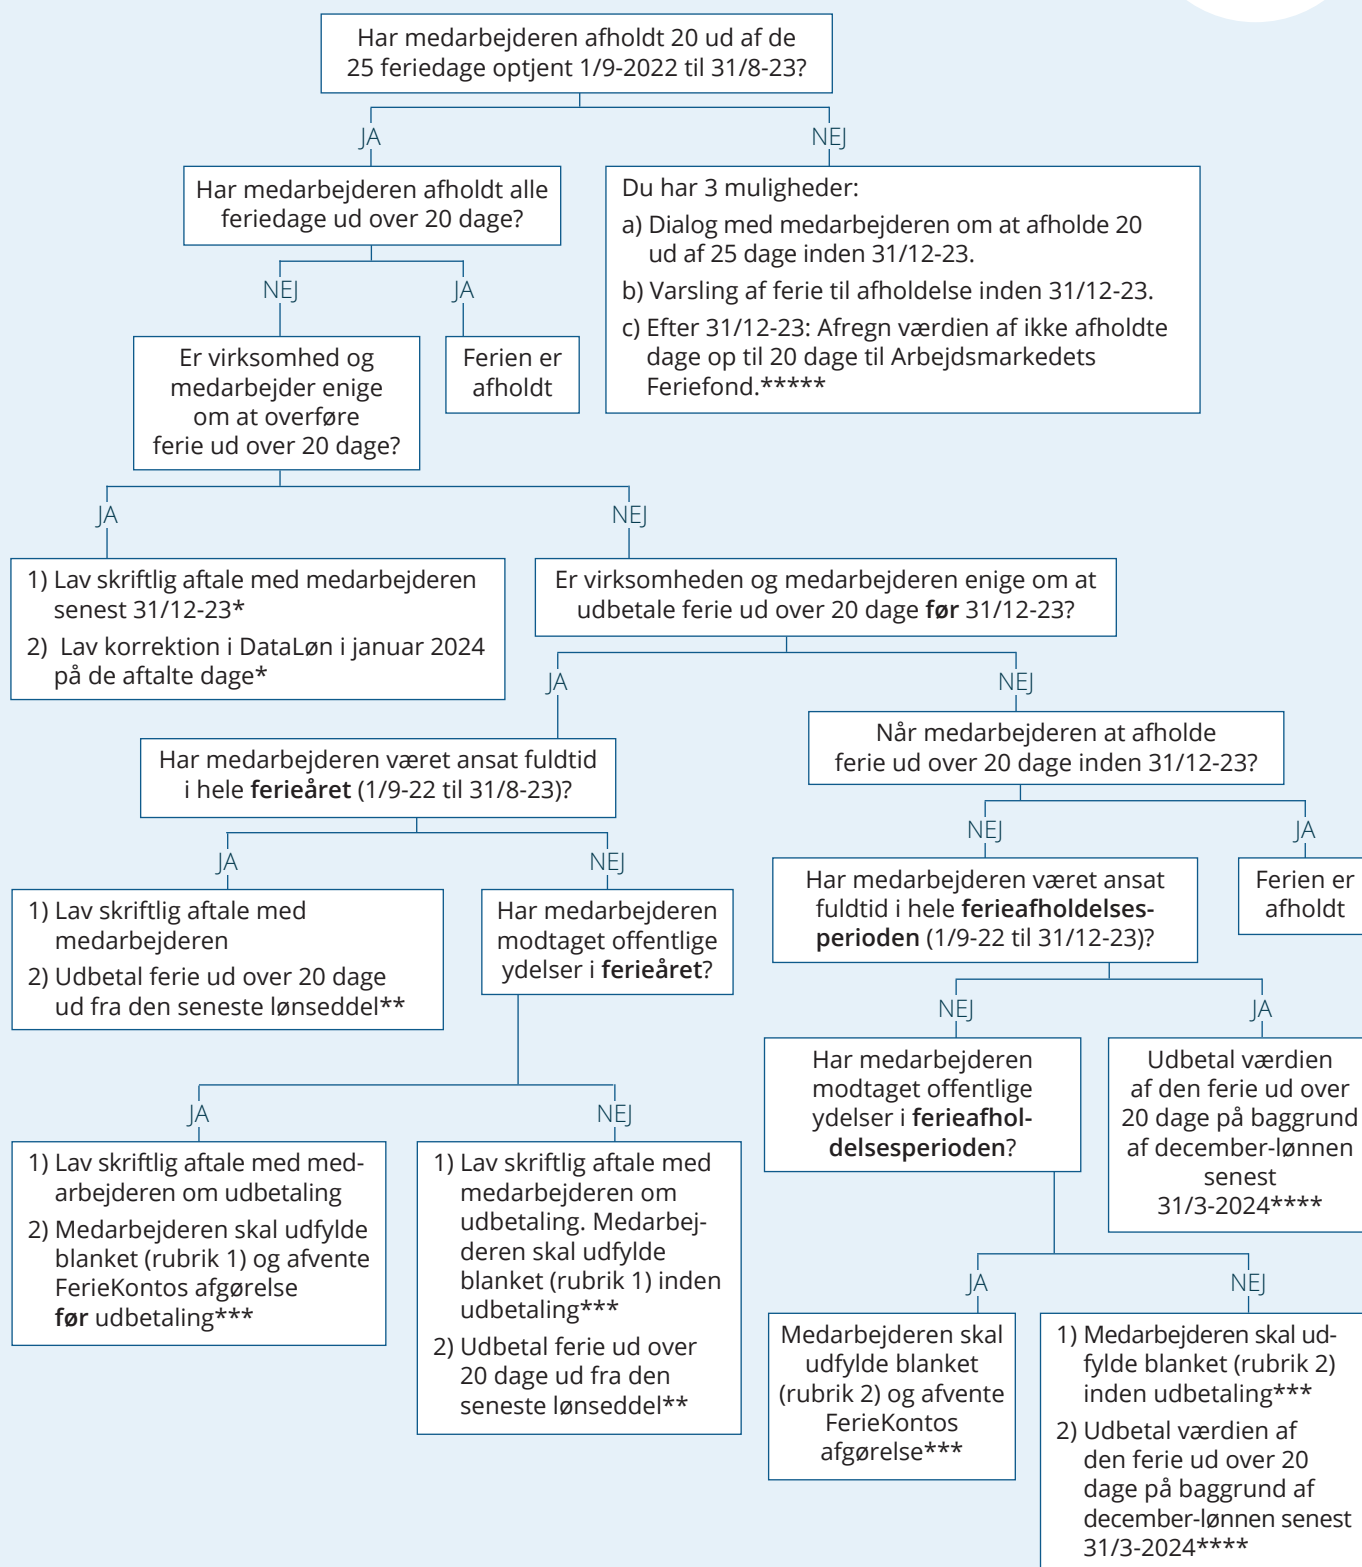 Har medarbejderen afholdt 20 ud af de
25 feriedage optjent 1/9-2022 til 31/8-23?
JA
NEJ
Har medarbejderen afholdt alle
feriedage ud over 20 dage?
Du har 3 muligheder:
a) Dialog med medarbejderen om at afholde 20
ud af 25 dage inden 31/12-23.
b) Varsling af ferie til afholdelse inden 31/12-23.
c) Efter 31/12-23: Afregn værdien af ikke afholdte
dage op til 20 dage til Arbejdsmarkedets
Feriefond.*****
NEJ
JA
Er virksomhed og
medarbejder enige
om at overføre
ferie ud over 20 dage?
Ferien er
afholdt
JA
NEJ
1) Lav skriftlig aftale med medarbejderen
senest 31/12-23*
2) Lav korrektion i DataLøn i januar 2024
på de aftalte dage*
Er virksomheden og medarbejderen enige om at
udbetale ferie ud over 20 dage før 31/12-23?
JA
NEJ
Har medarbejderen været ansat fuldtid
i hele ferieåret (1/9-22 til 31/8-23)?
Når medarbejderen at afholde
ferie ud over 20 dage inden 31/12-23?
JA
NEJ
NEJ
JA
1) Lav skriftlig aftale med
medarbejderen
2) Udbetal ferie ud over 20 dage
ud fra den seneste lønseddel**
Har medarbejderen
modtaget offentlige
ydelser i ferieåret?
Har medarbejderen været ansat
fuldtid i hele ferieafholdelses-
perioden (1/9-22 til 31/12-23)?
Ferien er
afholdt
JA
NEJ
NEJ
JA
1) Lav skriftlig aftale med med-
arbejderen om udbetaling
2) Medarbejderen skal udfylde
blanket (rubrik 1) og afvente
FerieKontos afgørelse
før udbetaling***
1) Lav skriftlig aftale med
medarbejderen om
udbetaling. Medarbej-
deren skal udfylde
blanket (rubrik 1) inden
udbetaling***
2) Udbetal ferie ud over
20 dage ud fra den
seneste lønseddel**
Har medarbejderen
modtaget offentlige
ydelser i ferieafhol-
delsesperioden?
Udbetal værdien
af den ferie ud over
20 dage på baggrund
af december-lønnen
senest
31/3-2024****
JA
NEJ
Medarbejderen skal
udfylde blanket
(rubrik 2) og afvente
FerieKontos
afgørelse***
1) Medarbejderen skal ud-
fylde blanket (rubrik 2)
inden udbetaling***
2) Udbetal værdien af
den ferie ud over 20
dage på baggrund af
december-lønnen senest
31/3-2024****